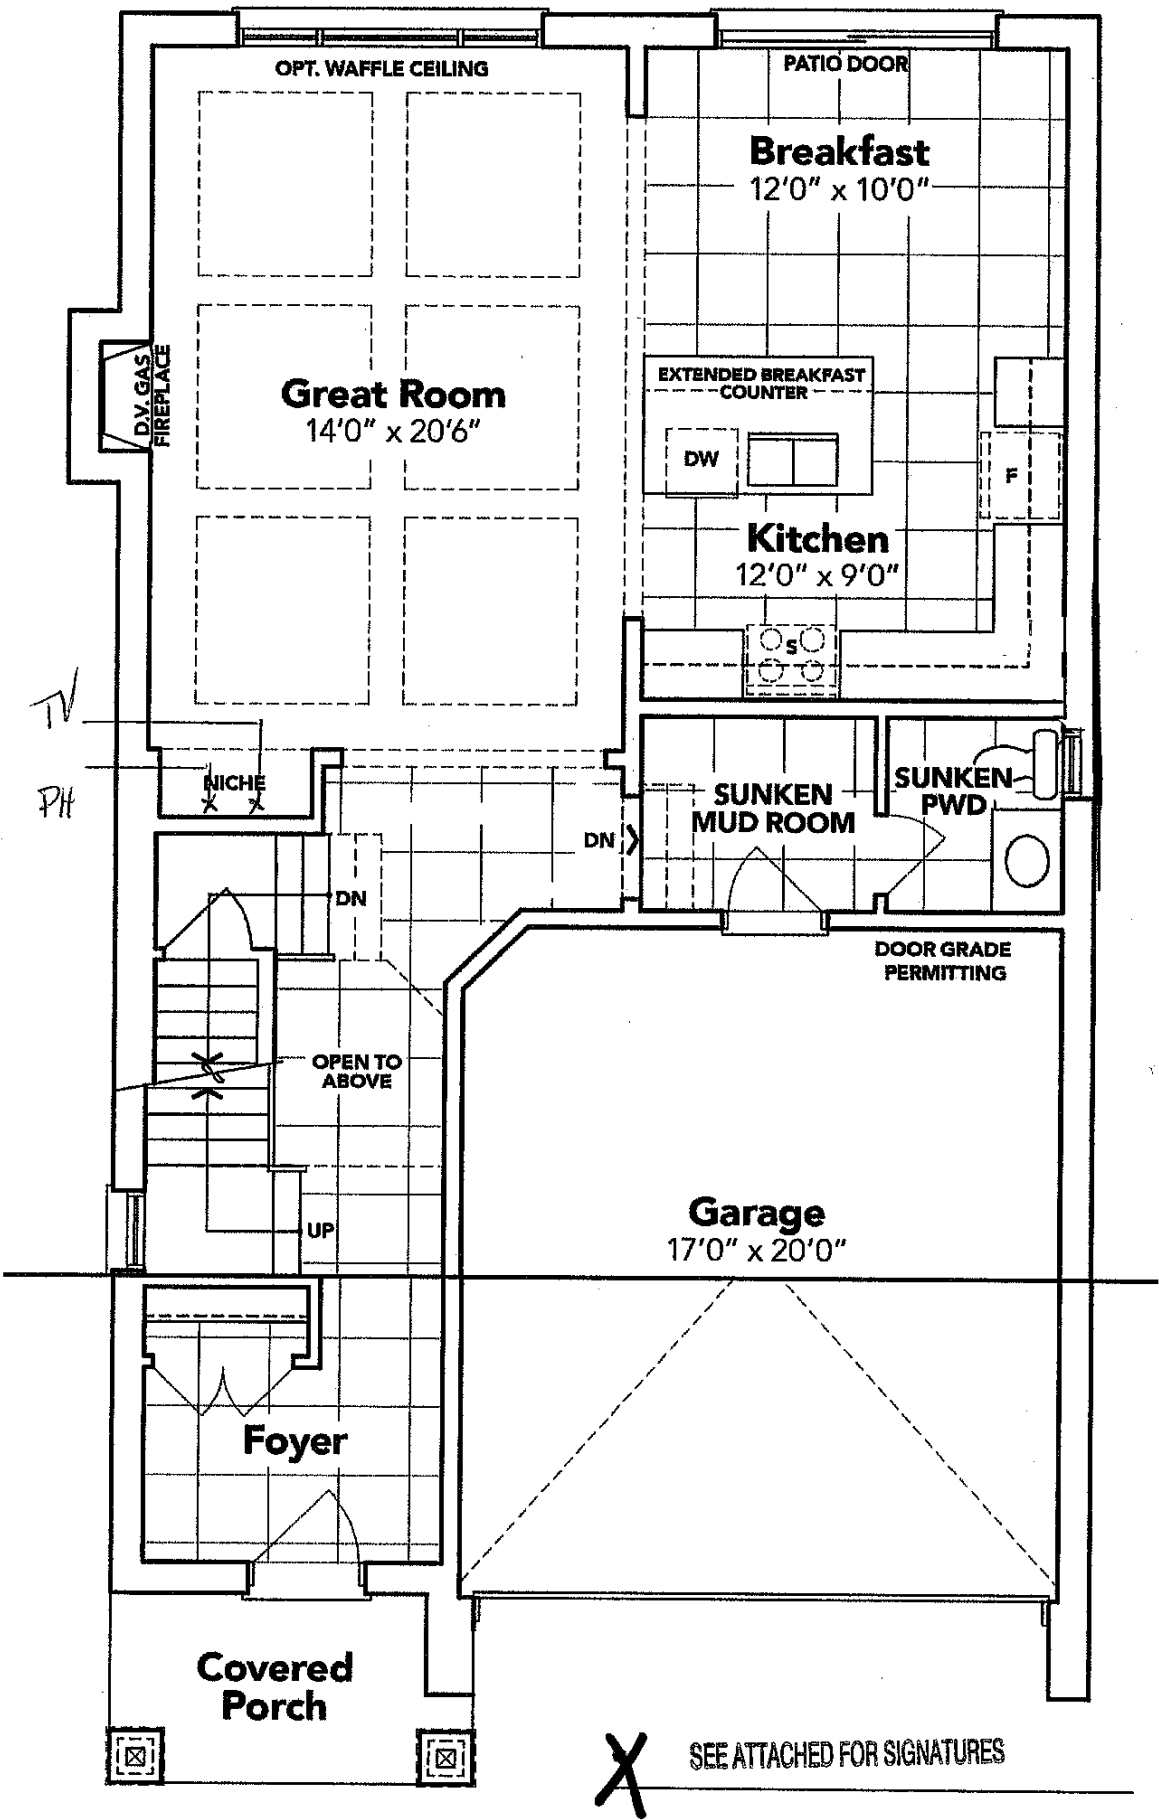 OPT. WAFFLE CEILING
PATIO DOOR
Breakfast
12'0" x 10'0"
D.V. GAS
FIREPLACE
Great Room
14'0" x 20'6"
EXTENDED BREAKFAST
COUNTER
DW
F
Kitchen
12'0" x 9'0"
S
TV
PH
NICHE
SUNKEN
MUD ROOM
SUNKEN
PWD
DN
DN
DOOR GRADE
PERMITTING
OPEN TO
ABOVE
UP
Garage
17'0" x 20'0"
Foyer
Covered
Porch
X SEE ATTACHED FOR SIGNATURES